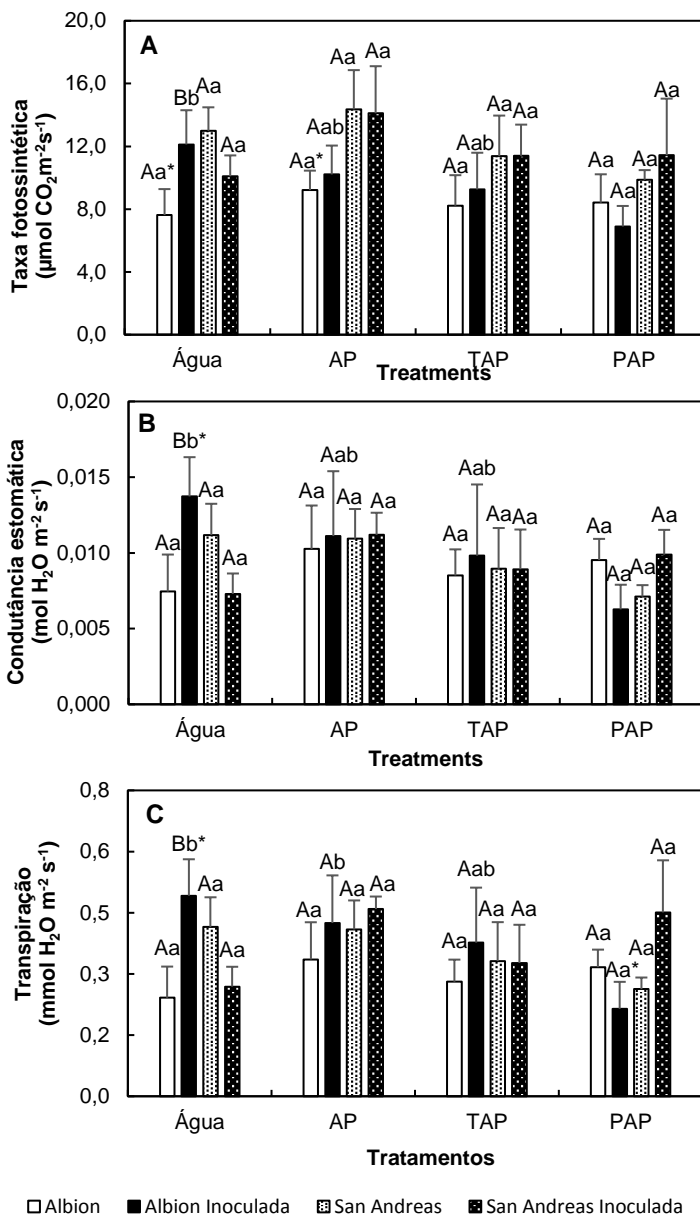 20,0
A
Aa
Aa
Aa
Bb
Aa
Aa
Aa
Aa
16,0
Aa*
Aa*
Aab
Aa
Aab
Aa
Aa
Aa
12,0
8,0
4,0
0,0
Taxa fotossintética
(µmol CO₂m⁻²s⁻¹)
Água
AP
TAP
PAP
Treatments
0,020
B
Bb*
Aab
Aab
0,015
Aa
Aa
Aa
Aa
Aa
Aa
Aa
Aa
Aa
Aa
Aa
Aa
Aa
0,010
0,005
0,000
Condutância estomática
(mol H₂O m⁻² s⁻¹)
Água
AP
TAP
PAP
Treatments
0,8
C
Bb*
Aa
0,6
Aa
Aa
Aa
Ab
Aa
Aa
Aa
Aab
Aa
Aa
Aa
Aa*
Aa
0,5
0,3
0,2
0,0
Transpiração
(mmol H₂O m⁻² s⁻¹)
Água
AP
TAP
PAP
Tratamentos
Albion
Albion Inoculada
San Andreas
San Andreas Inoculada